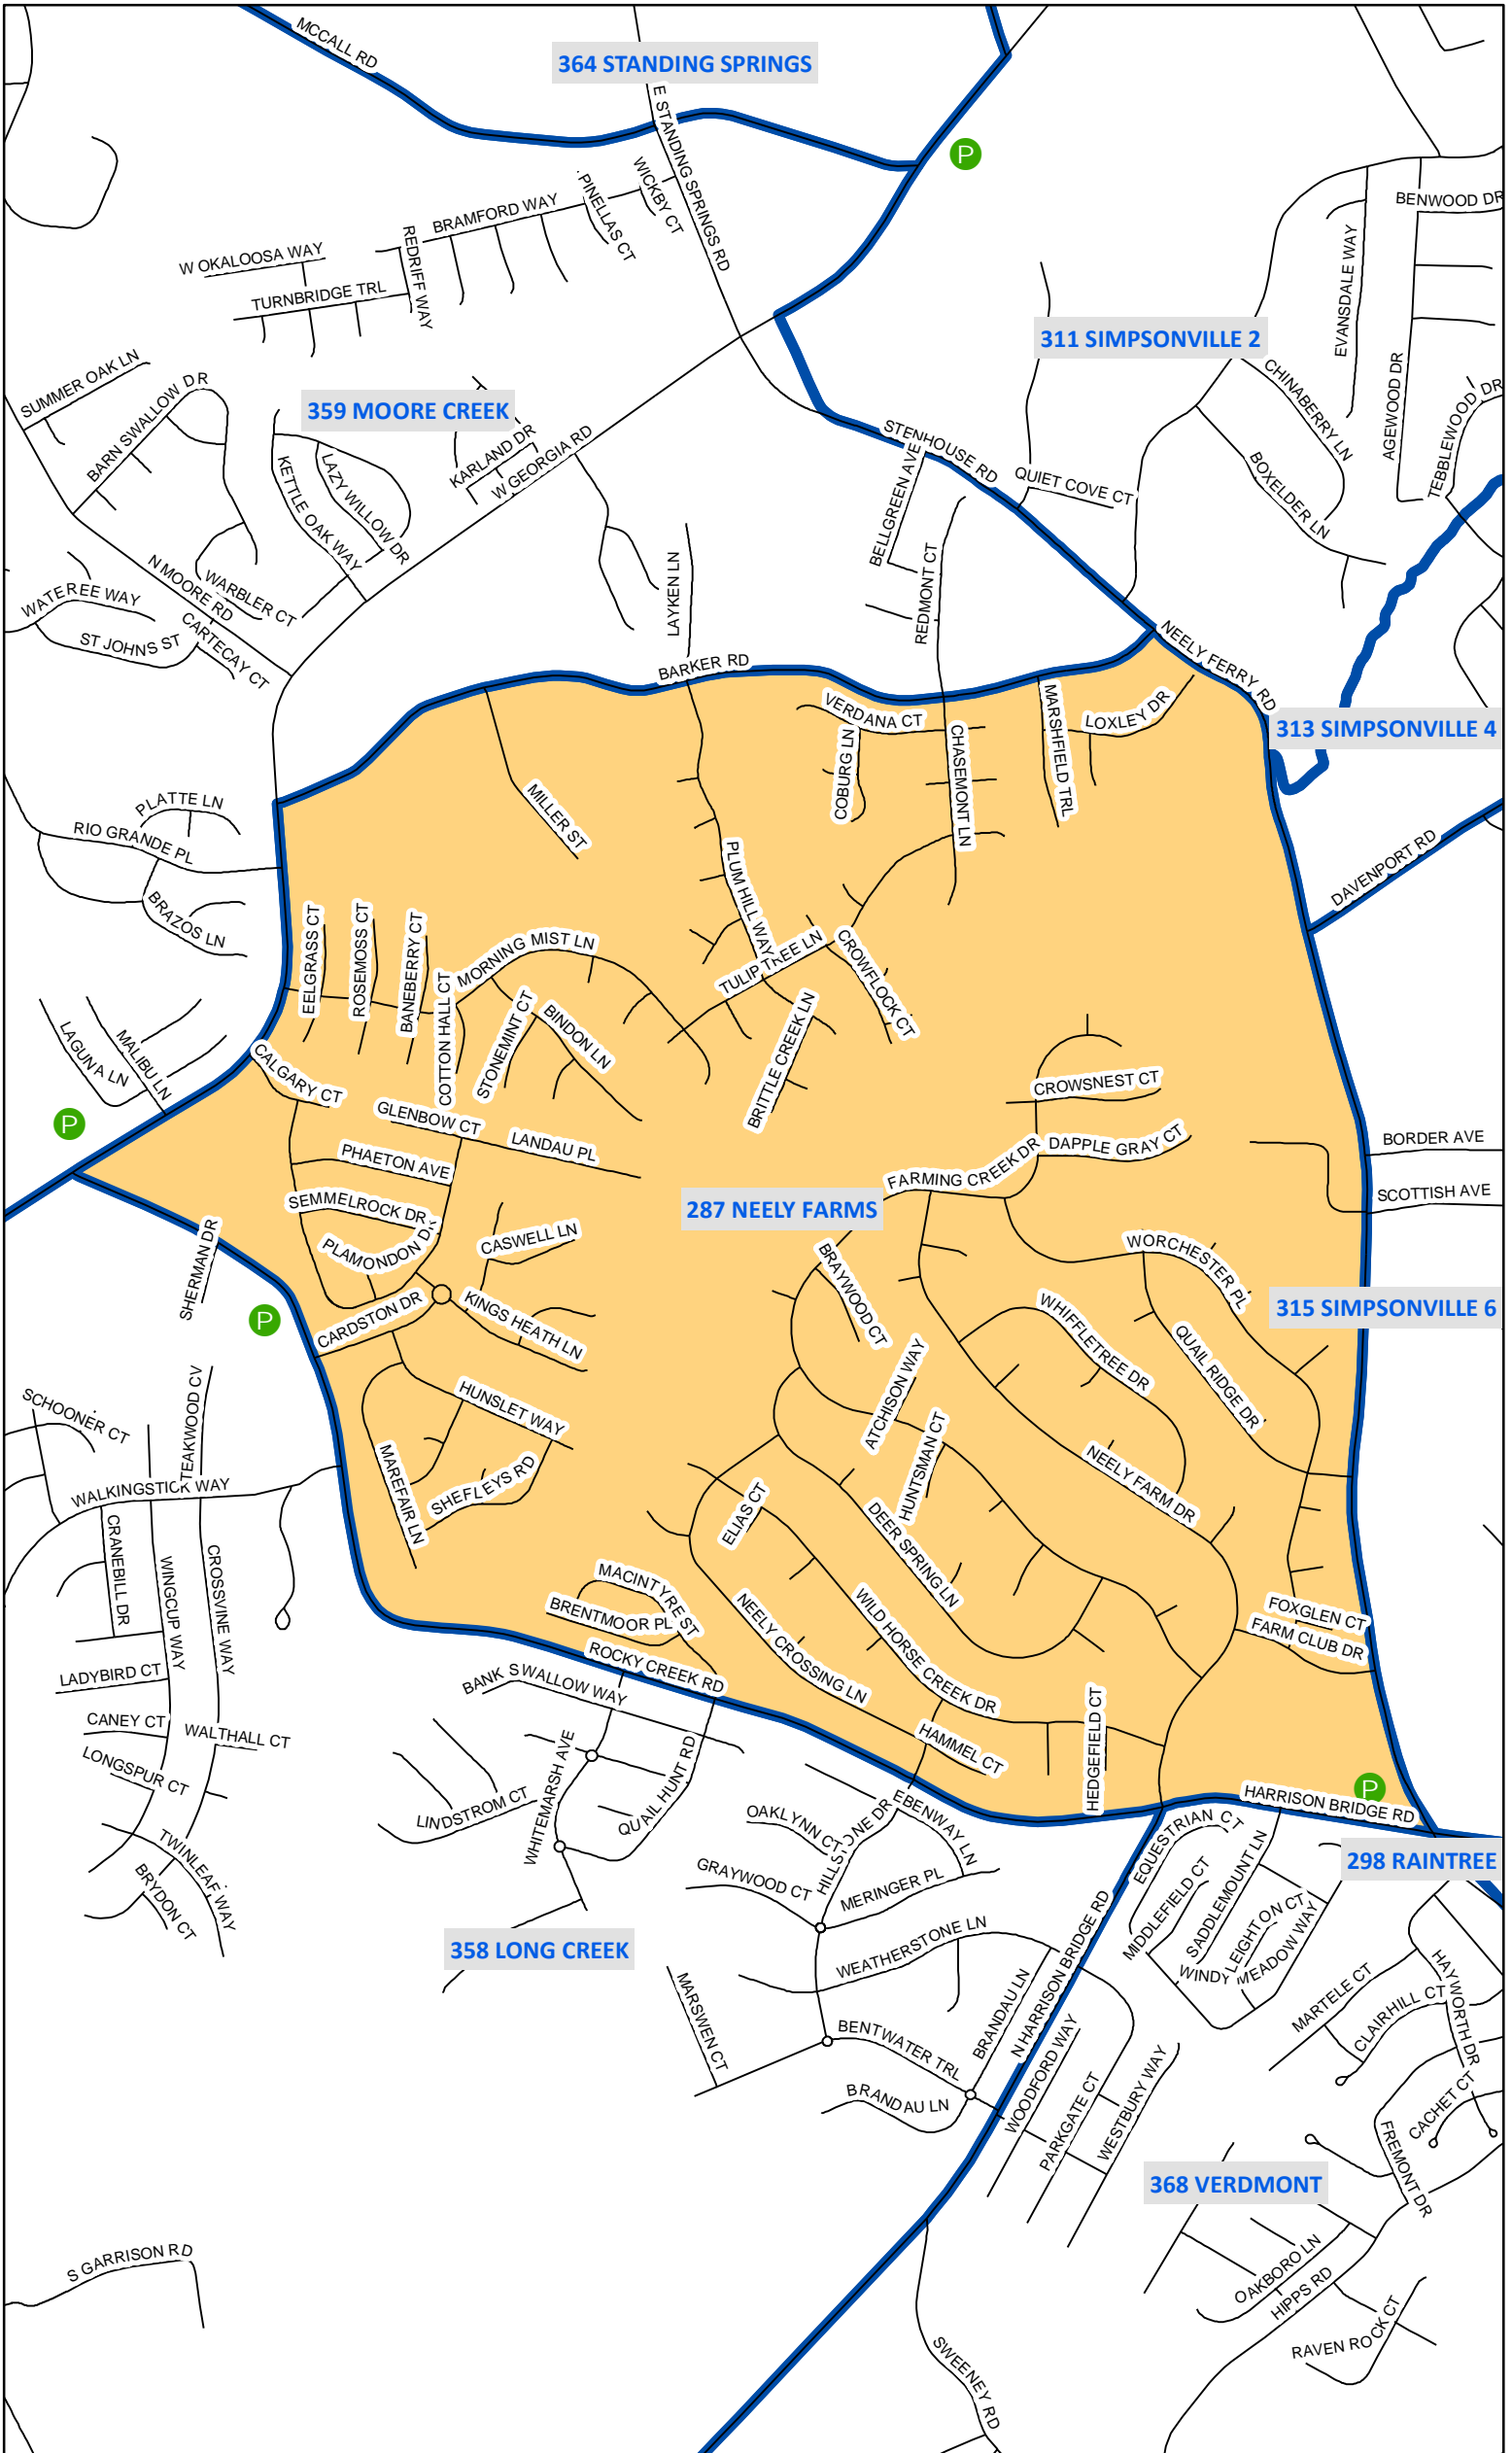 MCCALL RD
364 STANDING SPRINGS
E STANDING SPRINGS RD
P
WICKBY CT
PINELLAS CT
BRAMFORD WAY
REDRIFF WAY
W OKALOOSA WAY
TURNBRIDGE TRL
BENWOOD DR
EVANSDALE WAY
AGEWOOD DR
311 SIMPSONVILLE 2
CHINABERRY LN
TEBBLEWOOD DR
BOXELDER LN
SUMMER OAK LN
BARN SWALLOW DR
359 MOORE CREEK
KARLAND DR
W GEORGIA RD
KETTLE OAK WAY
LAZY WILLOW DR
STENHOUSE RD
BELLGREEN AVE
QUIET COVE CT
REDMONT CT
LAYKEN LN
N MOORE RD
WARBLER CT
WATEREE WAY
ST JOHNS ST
CARTECAY CT
BARKER RD
NEELY FERRY RD
VERDANA CT
COBURG LN
CHASEMONT LN
MARSHFIELD TRL
LOXLEY DR
313 SIMPSONVILLE 4
MILLER ST
PLATTE LN
RIO GRANDE PL
BRAZOS LN
PLUM HILL WAY
DAVENPORT RD
EELGRASS CT
ROSEMOSS CT
BANEBERRY CT
COTTON HALL CT
MORNING MIST LN
STONEMINT CT
BINDON LN
TULIP TREE LN
CROWFLOCK CT
BRITTLE CREEK LN
LAGUNA LN
MALIBU LN
CALGARY CT
P
GLENBOW CT
LANDAU PL
PHAETON AVE
SEMMELROCK DR
PLAMONDON DR
CASWELL LN
CROWSNEST CT
DAPPLE GRAY CT
FARMING CREEK DR
BORDER AVE
SCOTTISH AVE
287 NEELY FARMS
SHERMAN DR
P
CARDSTON DR
KINGS HEATH LN
BRAYWOOD CT
WORCHESTER PL
315 SIMPSONVILLE 6
WHIFFLETREE DR
QUAIL RIDGE DR
ATCHISON WAY
HUNTSMAN CT
NEELY FARM DR
HUNSLET WAY
MAREFAIR LN
SHEFLEYS RD
SCHOONER CT
TEAKWOOD CV
WALKINGSTICK WAY
CRANEBILL DR
WINGCUP WAY
CROSSVINE WAY
ELIAS CT
DEER SPRING LN
WILD HORSE CREEK DR
NEELY CROSSING LN
MACINTYRE ST
BRENTMOOR PL
ROCKY CREEK RD
FOXGLEN CT
FARM CLUB DR
BANK SWALLOW WAY
LADYBIRD CT
CANEY CT
WALTHALL CT
LONGSPUR CT
HAMMEL CT
HEDGEFIELD CT
P
HARRISON BRIDGE RD
WHITEMARSH AVE
LINDSTROM CT
QUAIL HUNT RD
TWINLEAF WAY
BRYDON CT
OAKLYNN CT
HILLSTONE DR
EBENWAY LN
GRAYWOOD CT
MERINGER PL
EQUESTRIAN CT
MIDDLEFIELD CT
SADDLEMOUNT LN
LEIGHTON CT
WINDY MEADOW WAY
298 RAINTREE
358 LONG CREEK
WEATHERSTONE LN
N HARRISON BRIDGE RD
MARSWEN CT
BRANDAU LN
BENTWATER TRL
BRANDAU LN
WOODFORD WAY
PARKGATE CT
WESTBURY WAY
MARTELE CT
CLAIRHILL CT
HAYWORTH DR
CACHET CT
FREMONT DR
368 VERDMONT
OAKBORO LN
HIPPS RD
RAVEN ROCK CT
S GARRISON RD
SWEENEY RD